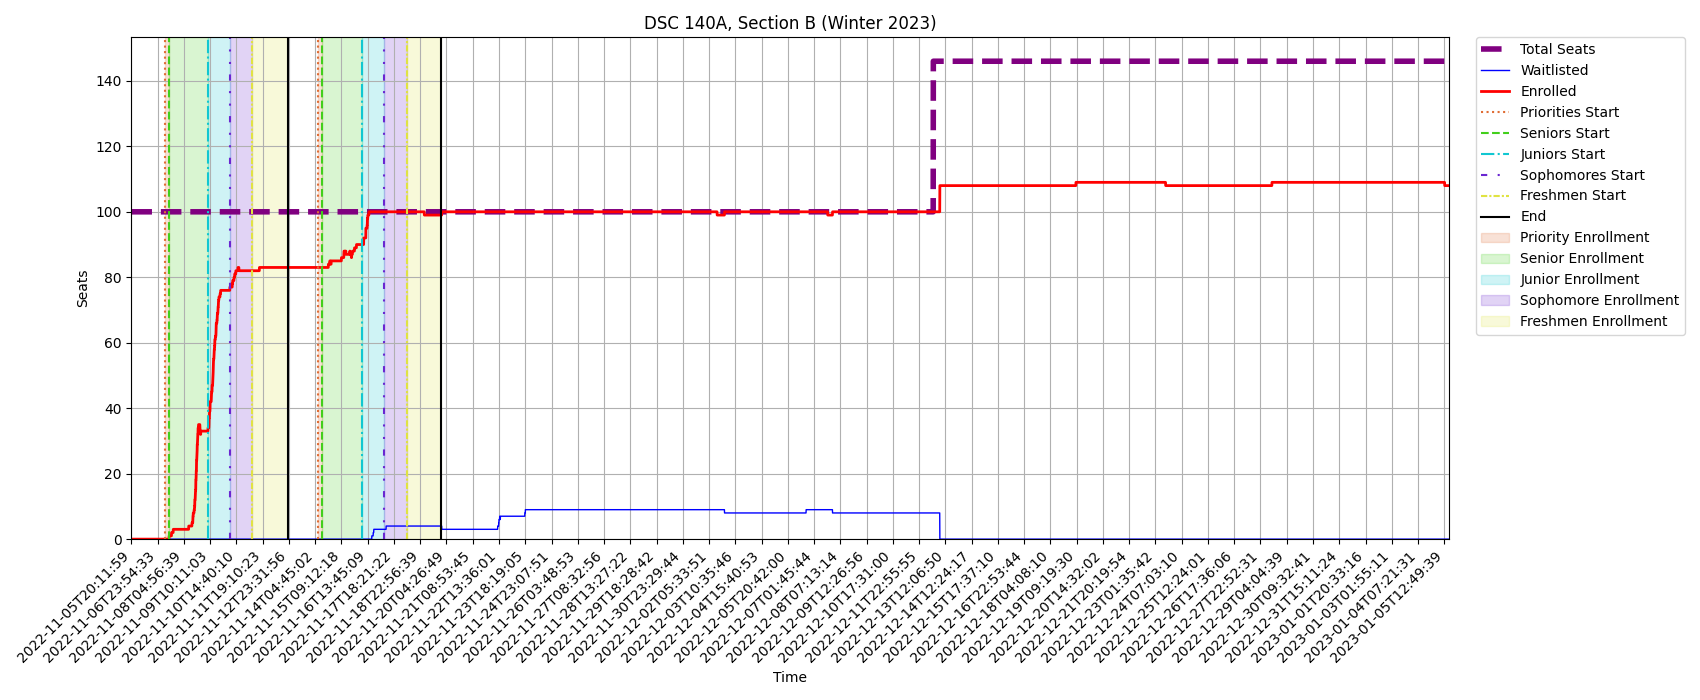 DSC 140A, Section B (Winter 2023)
Seats
140
120
100
80
60
40
20
0
2022-11-05T20:11:59
2022-11-06T23:54:33
2022-11-08T04:56:39
2022-11-09T10:11:03
2022-11-10T14:40:16
2022-11-11T19:10:23
2022-11-12T23:31:56
2022-11-14T04:45:02
2022-11-15T09:12:18
2022-11-16T13:45:09
2022-11-17T18:21:22
2022-11-18T22:56:39
2022-11-20T04:26:49
2022-11-21T08:53:45
2022-11-22T13:36:01
2022-11-23T18:19:05
2022-11-24T23:07:51
2022-11-26T03:48:53
2022-11-27T08:32:56
2022-11-28T13:27:22
2022-11-29T18:28:42
2022-11-30T23:29:44
2022-12-02T05:33:51
2022-12-03T10:35:46
2022-12-04T15:40:53
2022-12-05T20:42:00
2022-12-07T01:45:44
2022-12-08T07:13:14
2022-12-09T12:26:56
2022-12-10T17:31:00
2022-12-11T22:55:55
2022-12-13T12:06:50
2022-12-14T12:24:17
2022-12-15T17:37:10
2022-12-16T22:53:44
2022-12-18T04:08:10
2022-12-19T09:19:30
2022-12-20T14:32:02
2022-12-21T20:19:54
2022-12-23T01:35:42
2022-12-24T07:03:10
2022-12-25T12:24:01
2022-12-26T17:36:06
2022-12-27T22:52:31
2022-12-29T04:04:39
2022-12-30T09:32:41
2022-12-31T15:11:24
2023-01-01T20:33:16
2023-01-03T01:55:11
2023-01-04T07:21:31
2023-01-05T12:49:39
Time
Total Seats
Waitlisted
Enrolled
Priorities Start
Seniors Start
Juniors Start
Sophomores Start
Freshmen Start
End
Priority Enrollment
Senior Enrollment
Junior Enrollment
Sophomore Enrollment
Freshmen Enrollment